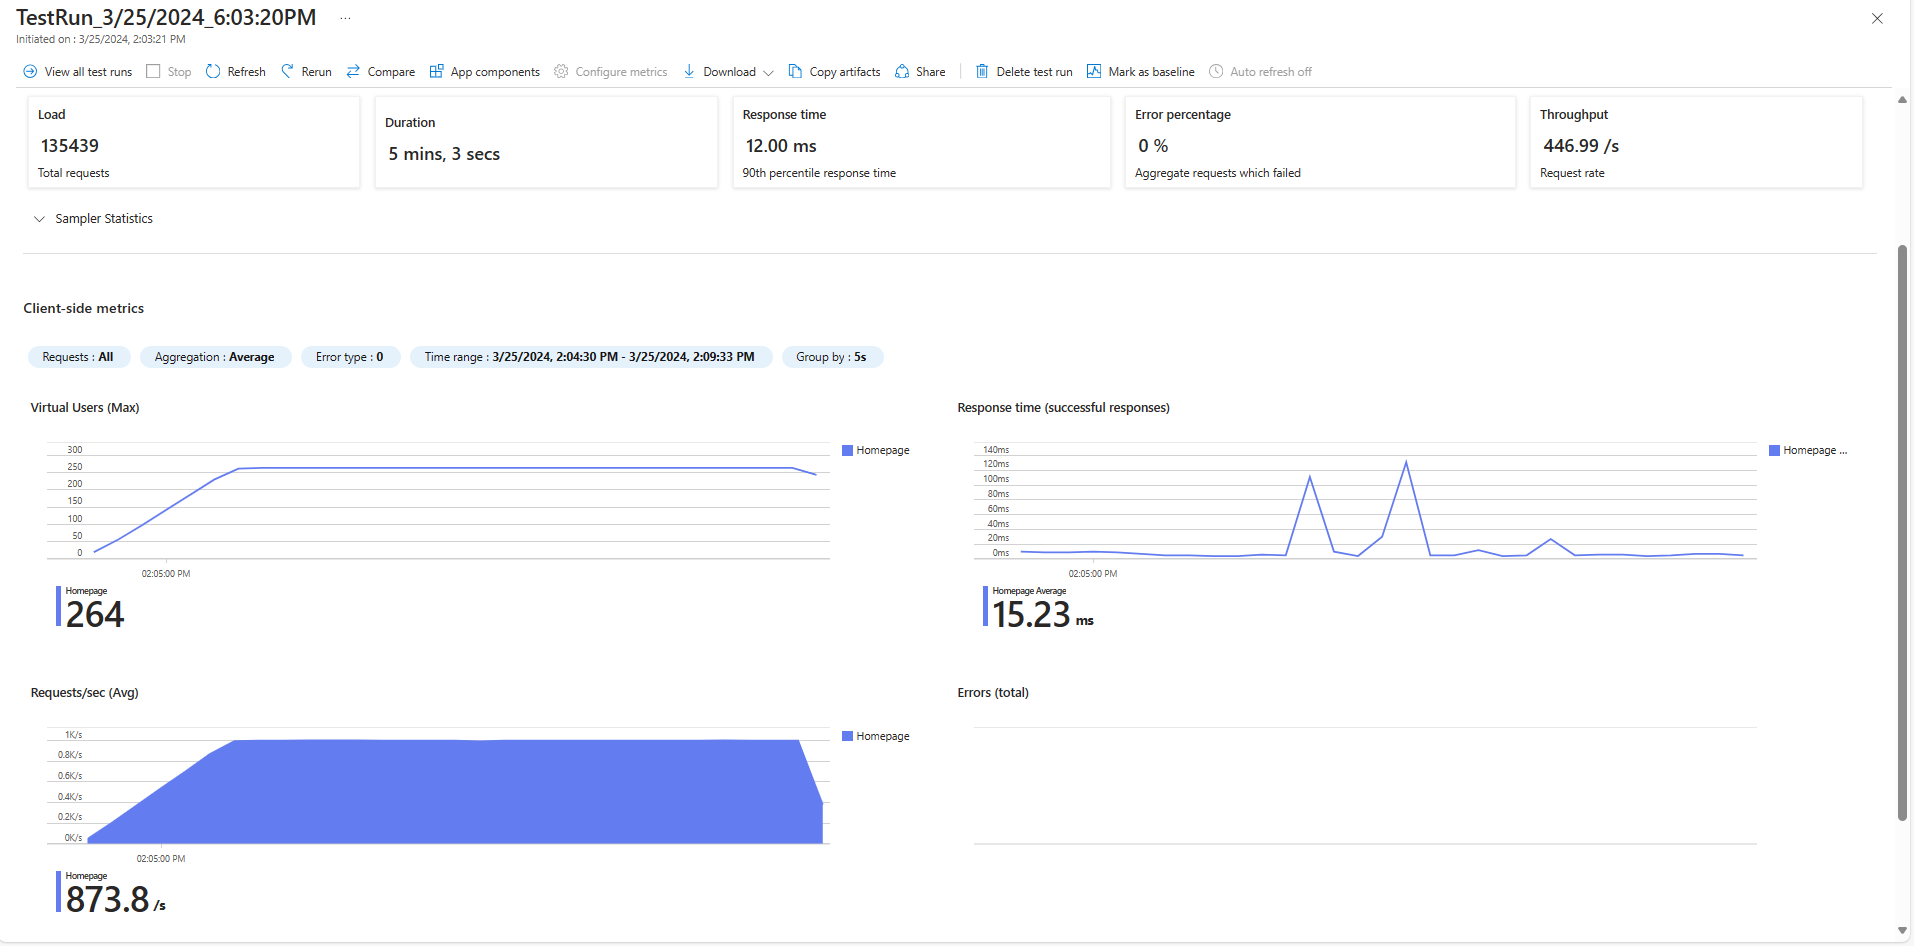 TestRun_3/25/2024_6:03:20PM ...
Initiated on : 3/25/2024, 2:03:21 PM
View all test runs Stop Refresh Rerun Compare App components Configure metrics Download Copy artifacts Share Delete test run Mark as baseline Auto refresh off
Load
135439
Total requests
Duration
5 mins, 3 secs
Response time
12.00 ms
90th percentile response time
Error percentage
0 %
Aggregate requests which failed
Throughput
446.99 /s
Request rate
Sampler Statistics
Client-side metrics
Requests : All Aggregation : Average Error type : 0 Time range : 3/25/2024, 2:04:30 PM - 3/25/2024, 2:09:33 PM Group by : 5s
Virtual Users (Max)
300
250
200
150
100
50
0
02:05:00 PM
Homepage
Homepage
264
Response time (successful responses)
140ms
120ms
100ms
80ms
60ms
40ms
20ms
0ms
02:05:00 PM
Homepage ...
Homepage Average
15.23 ms
Requests/sec (Avg)
1K/s
0.8K/s
0.6K/s
0.4K/s
0.2K/s
0K/s
02:05:00 PM
Homepage
Homepage
873.8 /s
Errors (total)